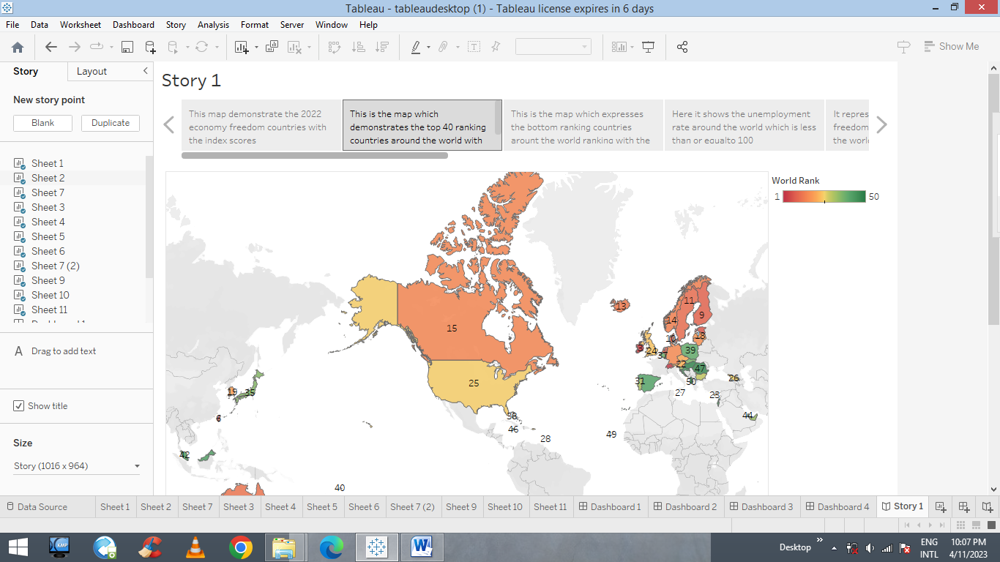 Tableau - tableaudesktop (1) - Tableau license expires in 6 days
File Data Worksheet Dashboard Story Analysis Format Server Window Help
Show Me
Story Layout
New story point
Blank Duplicate
Sheet 1
Sheet 2
Sheet 7
Sheet 3
Sheet 4
Sheet 5
Sheet 6
Sheet 7 (2)
Sheet 9
Sheet 10
Sheet 11
A Drag to add text
Show title
Size
Story (1016 x 964)
Story 1
This map demonstrate the 2022
economy freedom countries with
the index scores
This is the map which
demonstrates the top 40 ranking
countries around the world with
This is the map which expresses
the bottom ranking countries
arount the world ranking with the
Here it shows the unemployment
rate around the world which is less
than or equalto 100
It repres
freedom
the worl
World Rank
1 50
13
11
9
14
10
18
15
3
24
37
39
22
47
25
31
50
26
19
35
27
23
6
38
44
46
28
49
42
40
Data Source Sheet 1 Sheet 2 Sheet 7 Sheet 3 Sheet 4 Sheet 5 Sheet 6 Sheet 7 (2) Sheet 9 Sheet 10 Sheet 11 Dashboard 1 Dashboard 2 Dashboard 3 Dashboard 4 Story 1
KMP
Desktop
ENG
INTL
10:07 PM
4/11/2023